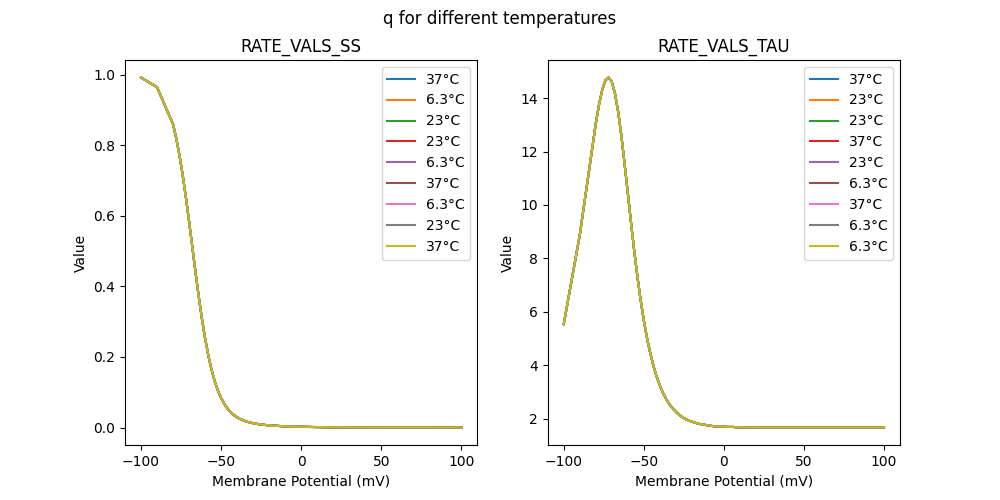 q for different temperatures
RATE_VALS_SS
1.0
0.8
0.6
0.4
0.2
0.0
Value
−100
−50
0
50
100
Membrane Potential (mV)
37°C
6.3°C
23°C
23°C
6.3°C
37°C
6.3°C
23°C
37°C
RATE_VALS_TAU
14
12
10
8
6
4
2
Value
−100
−50
0
50
100
Membrane Potential (mV)
37°C
23°C
23°C
37°C
23°C
6.3°C
37°C
6.3°C
6.3°C